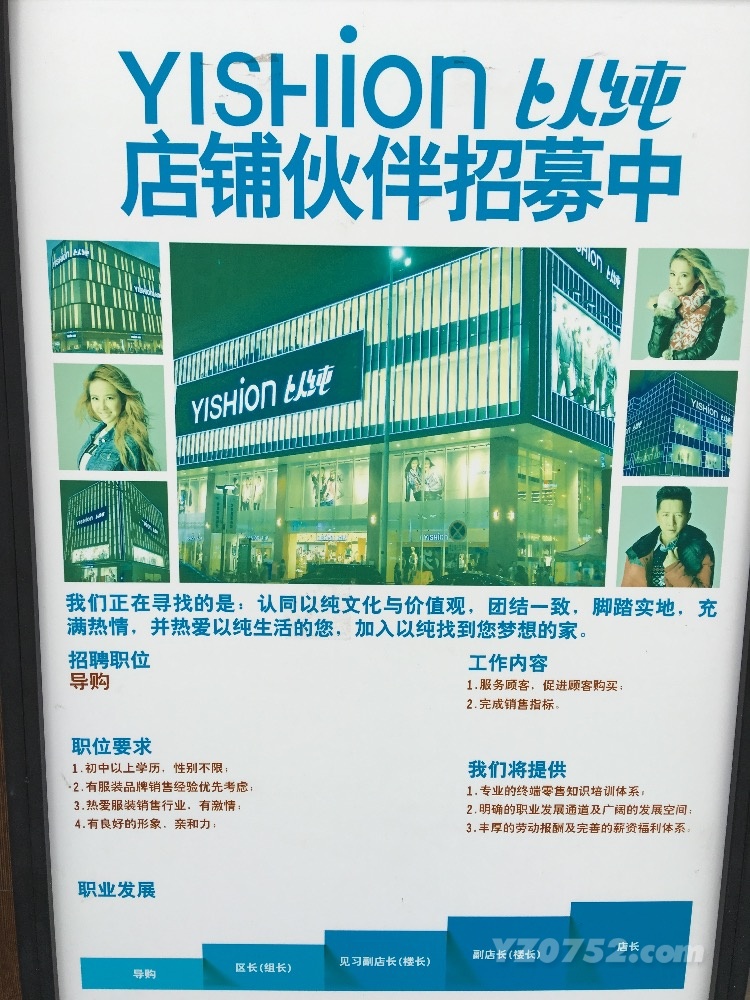 YISHion 以纯
店铺伙伴招募中
YISHion
YISHion
YISHion 以纯
YISHion
YISHion
我们正在寻找的是：认同以纯文化与价值观，团结一致，脚踏实地，充
满热情，并热爱以纯生活的您，加入以纯找到您梦想的家。
招聘职位
导购
工作内容
1.服务顾客，促进顾客购买；
2.完成销售指标。
职位要求
1.初中以上学历，性别不限；
2.有服装品牌销售经验优先考虑；
3.热爱服装销售行业，有激情；
4.有良好的形象，亲和力；
我们将提供
1.专业的终端零售知识培训体系；
2.明确的职业发展通道及广阔的发展空间；
3.丰厚的劳动报酬及完善的薪资福利体系。
职业发展
导购
区长(组长)
见习副店长(楼长)
副店长(楼长)
店长
YZ0752.com